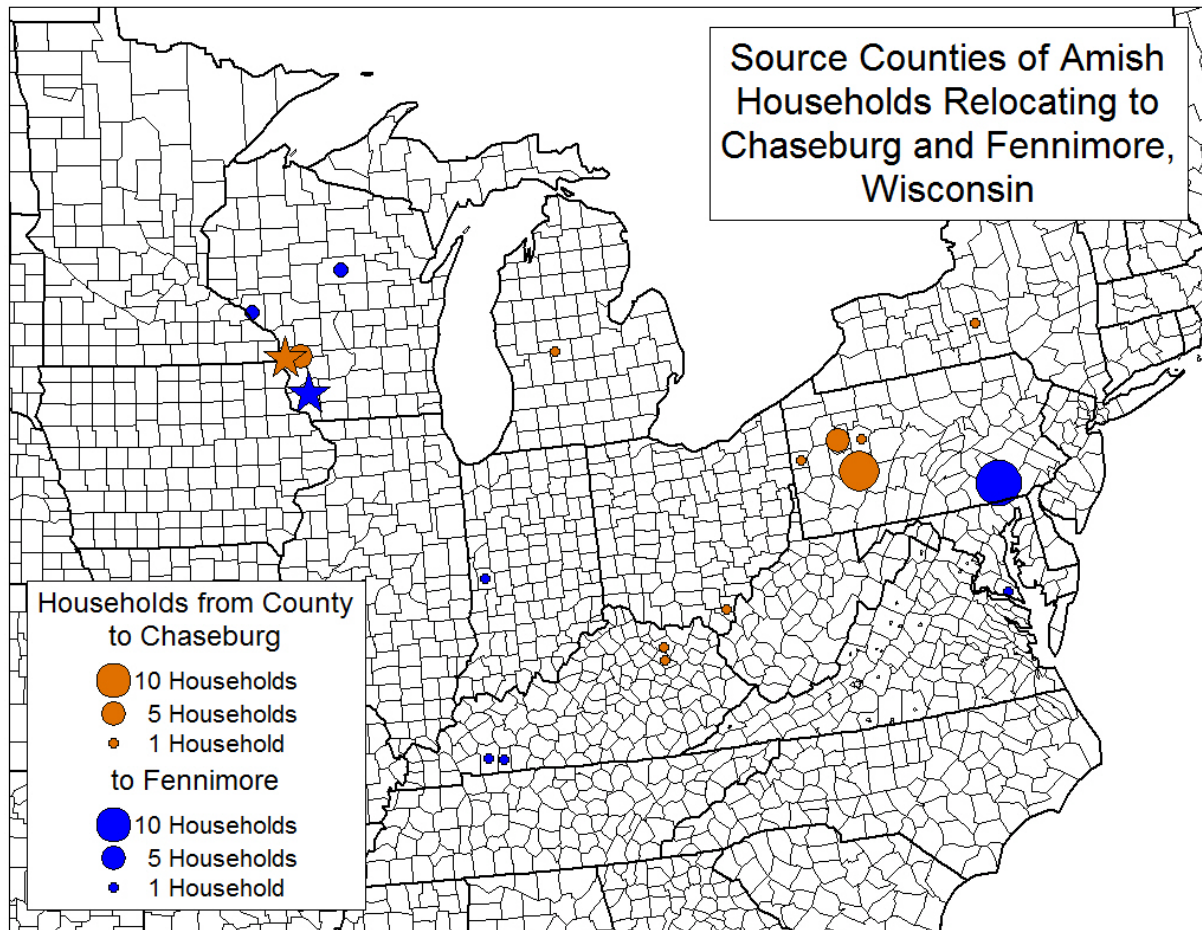 Source Counties of Amish
Households Relocating to
Chaseburg and Fennimore,
Wisconsin
Households from County
to Chaseburg
10 Households
5 Households
1 Household
to Fennimore
10 Households
5 Households
1 Household